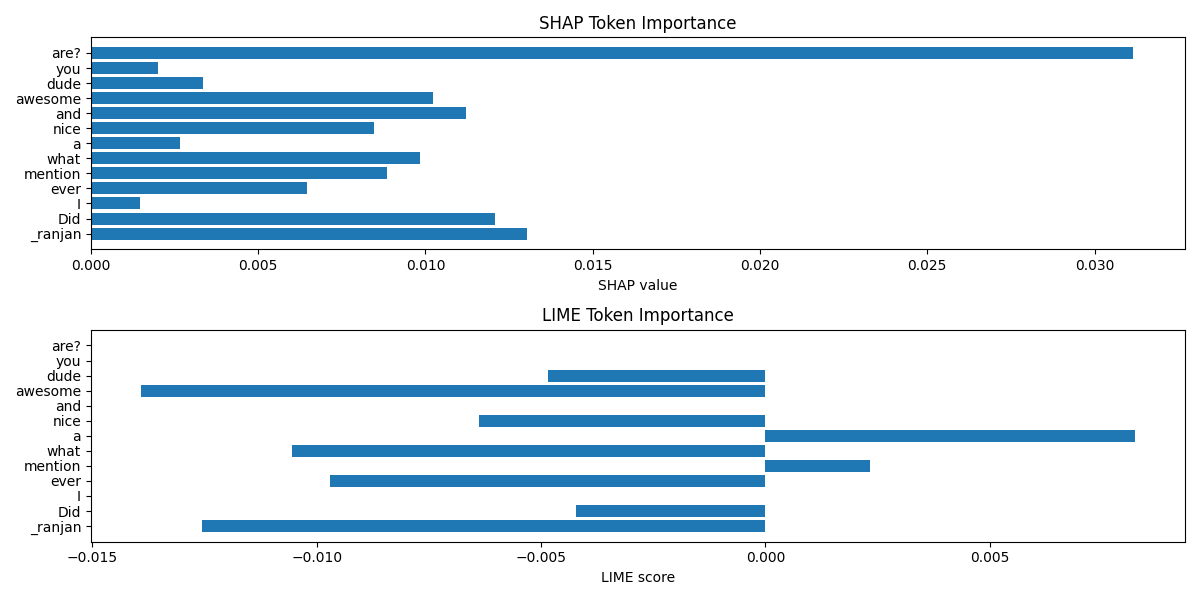 SHAP Token Importance
are?
you
dude
awesome
and
nice
a
what
mention
ever
I
Did
_ranjan
0.000 0.005 0.010 0.015 0.020 0.025 0.030
SHAP value
LIME Token Importance
are?
you
dude
awesome
and
nice
a
what
mention
ever
I
Did
_ranjan
−0.015 −0.010 −0.005 0.000 0.005
LIME score